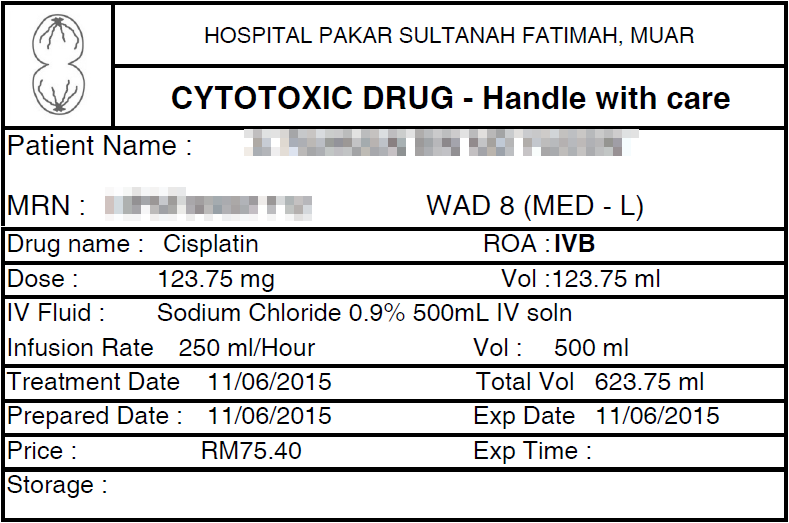 HOSPITAL PAKAR SULTANAH FATIMAH, MUAR
CYTOTOXIC DRUG - Handle with care
Patient Name :
MRN : WAD 8 (MED - L)
Drug name : Cisplatin ROA : IVB
Dose : 123.75 mg Vol :123.75 ml
IV Fluid : Sodium Chloride 0.9% 500mL IV soln
Infusion Rate 250 ml/Hour Vol : 500 ml
Treatment Date 11/06/2015 Total Vol 623.75 ml
Prepared Date : 11/06/2015 Exp Date 11/06/2015
Price : RM75.40 Exp Time :
Storage :